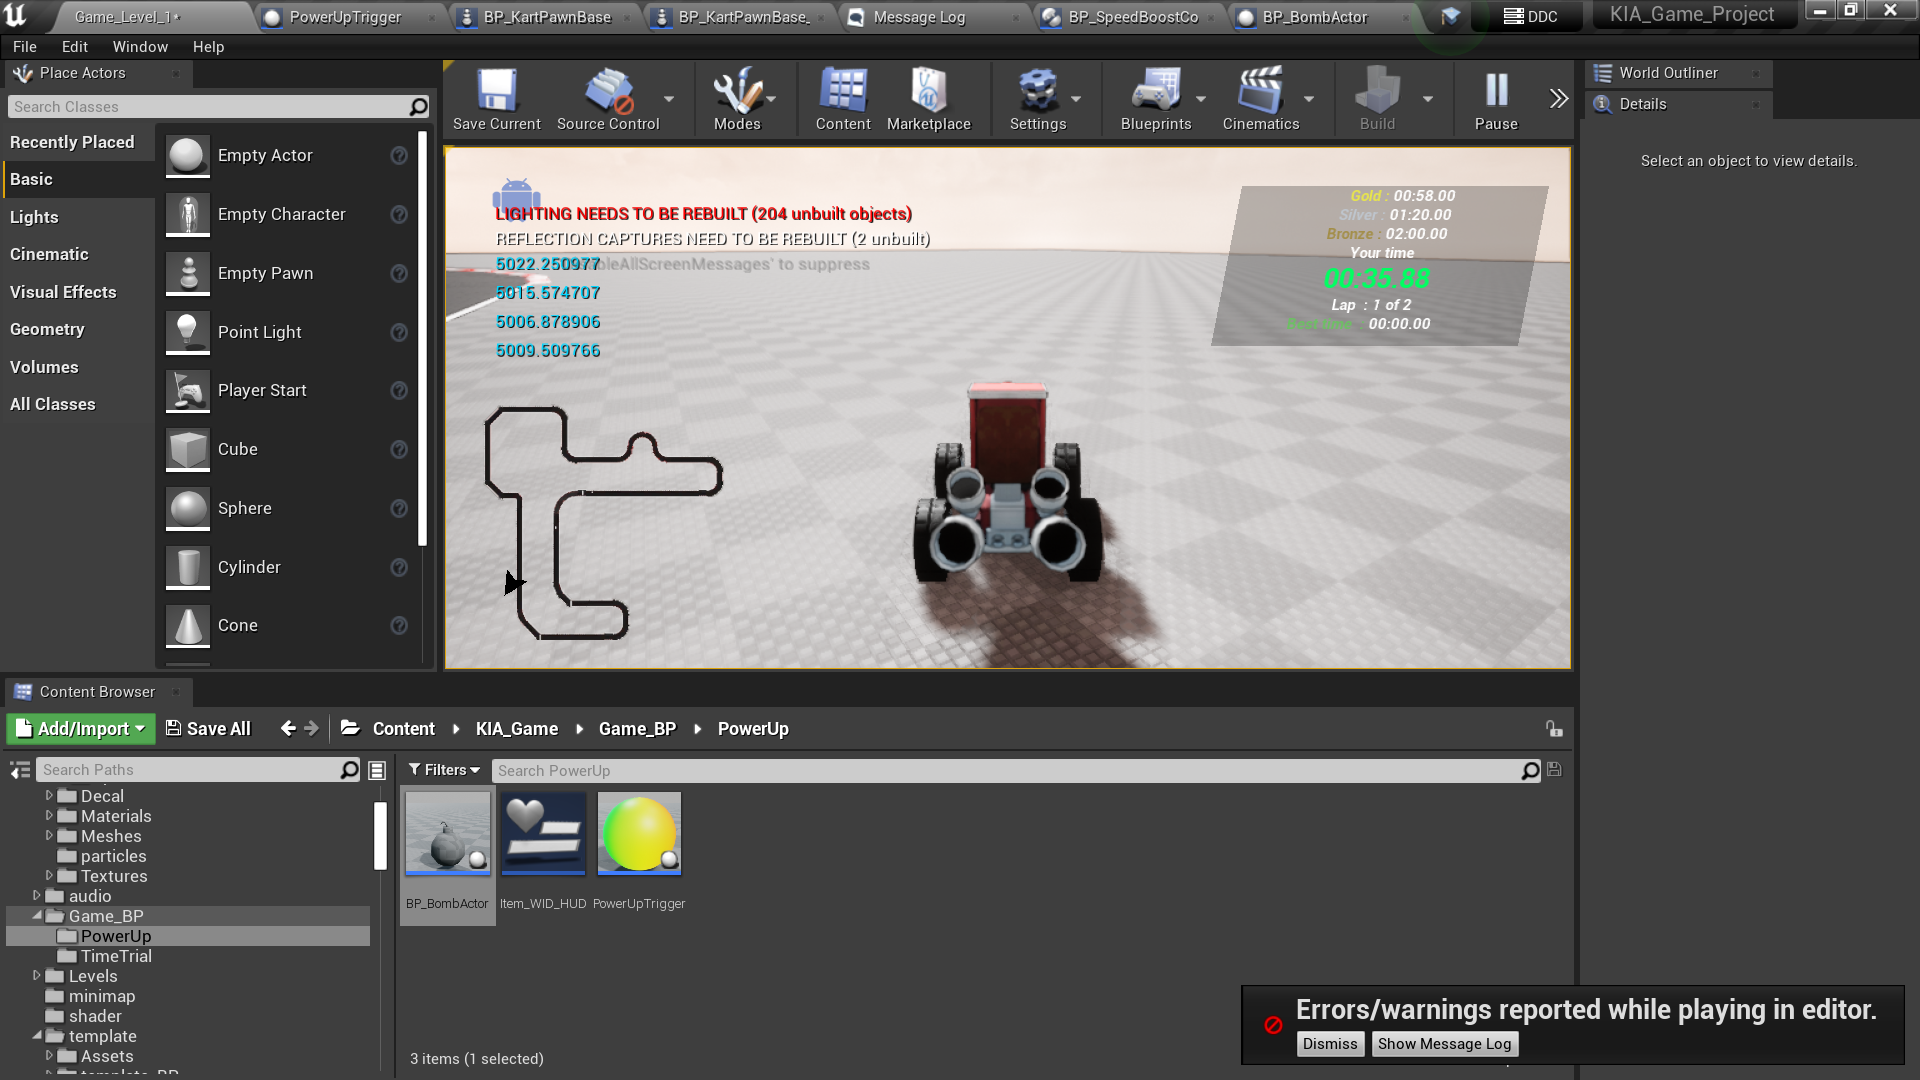 Game_Level_1*
PowerUpTrigger
BP_KartPawnBase
BP_KartPawnBase_
Message Log
BP_SpeedBoostCo
BP_BombActor
DDC
KIA_Game_Project
File
Edit
Window
Help
Place Actors
Search Classes
Recently Placed
Basic
Lights
Cinematic
Visual Effects
Geometry
Volumes
All Classes
Empty Actor
Empty Character
Empty Pawn
Point Light
Player Start
Cube
Sphere
Cylinder
Cone
Save Current
Source Control
Modes
Content
Marketplace
Settings
Blueprints
Cinematics
Build
Pause
World Outliner
Details
Select an object to view details.
LIGHTING NEEDS TO BE REBUILT (204 unbuilt objects)
REFLECTION CAPTURES NEED TO BE REBUILT (2 unbuilt)
5022.250977
bleAllScreenMessages' to suppress
5015.574707
5006.878906
5009.509766
Gold : 00:58.00
Silver : 01:20.00
Bronze : 02:00.00
Your time
00:35.88
Lap : 1 of 2
Best time : 00:00.00
Content Browser
Add/Import
Save All
Content
KIA_Game
Game_BP
PowerUp
Search Paths
Filters
Search PowerUp
Decal
Materials
Meshes
particles
Textures
audio
Game_BP
PowerUp
TimeTrial
Levels
minimap
shader
template
Assets
BP_BombActor
Item_WID_HUD
PowerUpTrigger
3 items (1 selected)
Errors/warnings reported while playing in editor.
Dismiss
Show Message Log